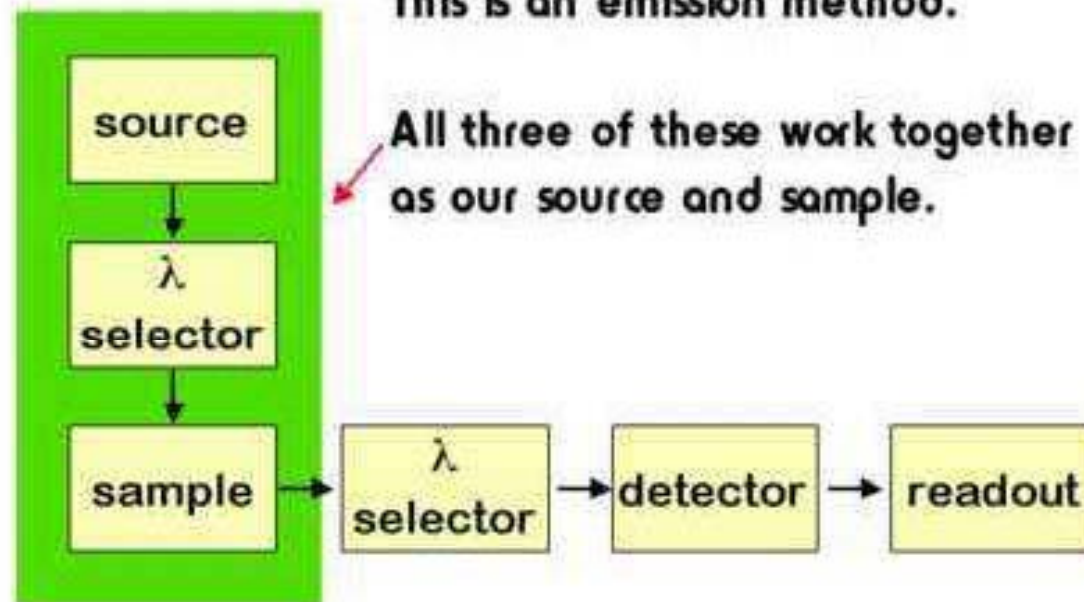 This is an emission method.
source
All three of these work together
as our source and sample.
λ
selector
sample
λ
selector
detector
readout